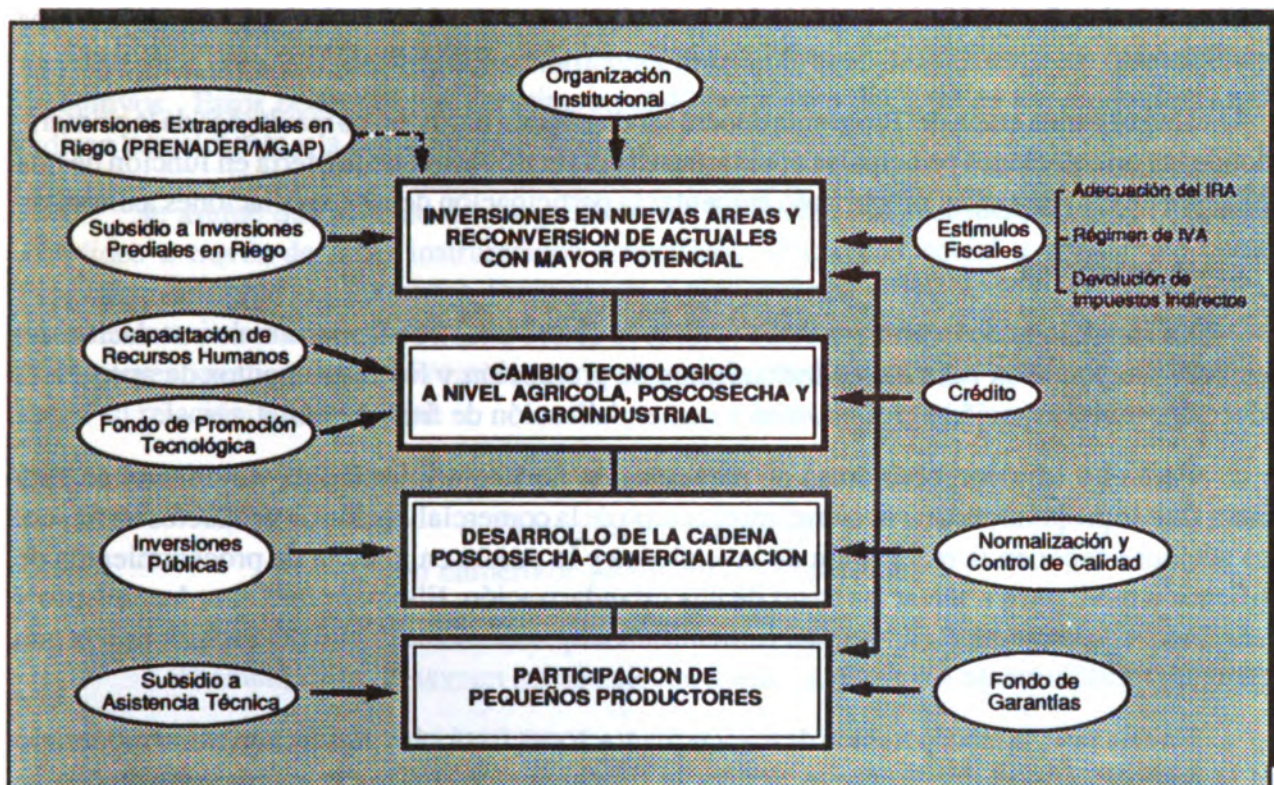 Organización
Institucional
Inversiones Extraprediales en
Riego (PRENADER/MGAP)
INVERSIONES EN NUEVAS AREAS Y
RECONVERSION DE ACTUALES
CON MAYOR POTENCIAL
Subsidio a Inversiones
Prediales en Riego
Estímulos
Fiscales
Adecuación del IRA
Régimen de IVA
Devolución de
impuestos indirectos
Capacitación de
Recursos Humanos
CAMBIO TECNOLOGICO
A NIVEL AGRICOLA, POSCOSECHA Y
AGROINDUSTRIAL
Crédito
Fondo de Promoción
Tecnológica
Inversiones
Públicas
DESARROLLO DE LA CADENA
POSCOSECHA-COMERCIALIZACION
Normalización y
Control de Calidad
Subsidio a
Asistencia Técnica
PARTICIPACION DE
PEQUEÑOS PRODUCTORES
Fondo de
Garantías